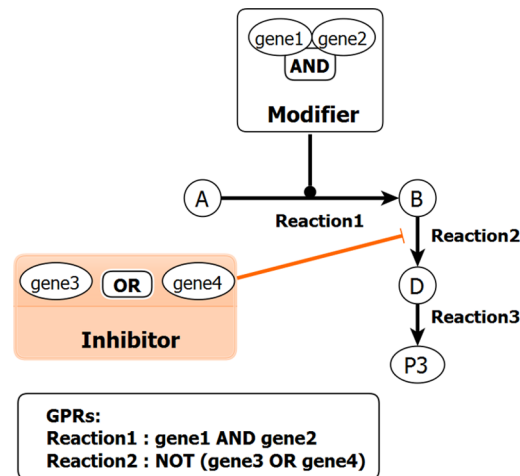 gene1 gene2
AND
Modifier
A
B
Reaction1
Reaction2
gene3 OR gene4
D
Inhibitor
Reaction3
P3
GPRs:
Reaction1 : gene1 AND gene2
Reaction2 : NOT (gene3 OR gene4)